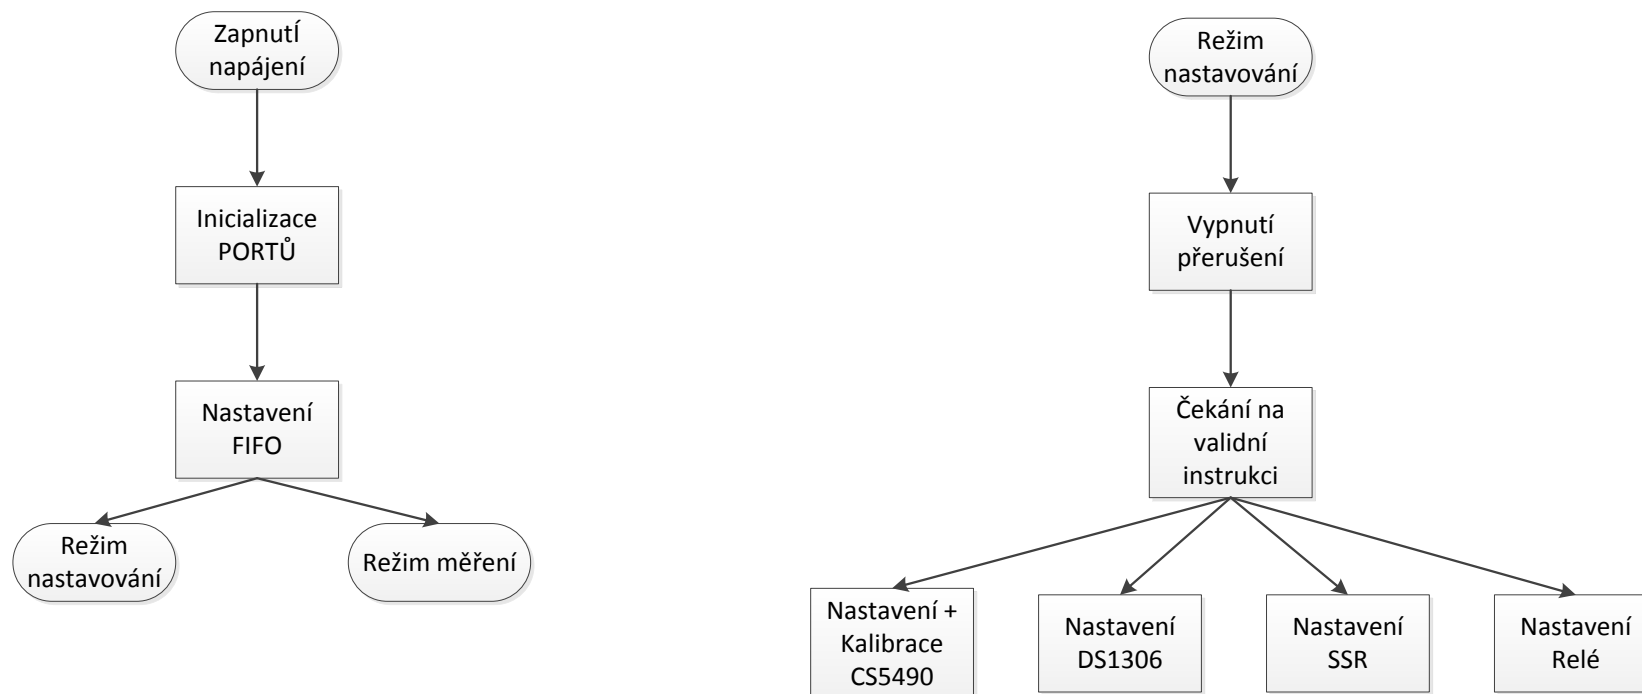 Zapnutí
napájení
Inicializace
PORTŮ
Nastavení
FIFO
Režim
nastavování
Režim měření
Režim
nastavování
Vypnutí
přerušení
Čekání na
validní
instrukci
Nastavení +
Kalibrace
CS5490
Nastavení
DS1306
Nastavení
SSR
Nastavení
Relé